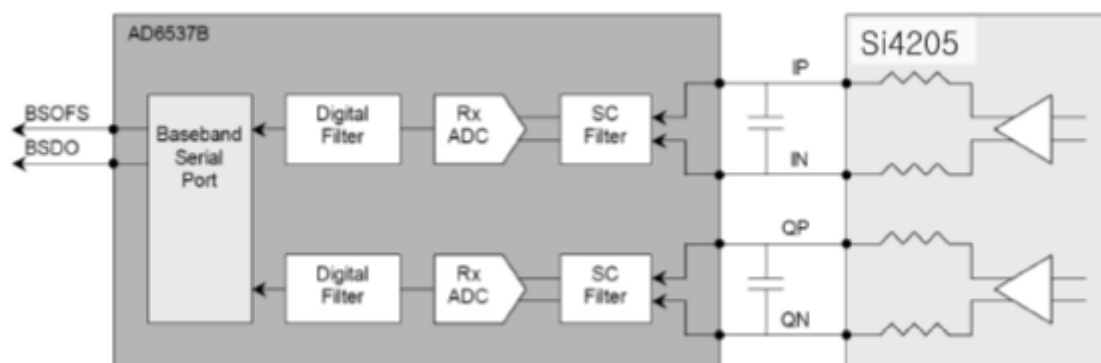 AD6537B
Si4205
IP
BSOFS
BSDO
Baseband
Serial
Port
Digital
Filter
Rx
ADC
SC
Filter
IN
QP
Digital
Filter
Rx
ADC
SC
Filter
QN